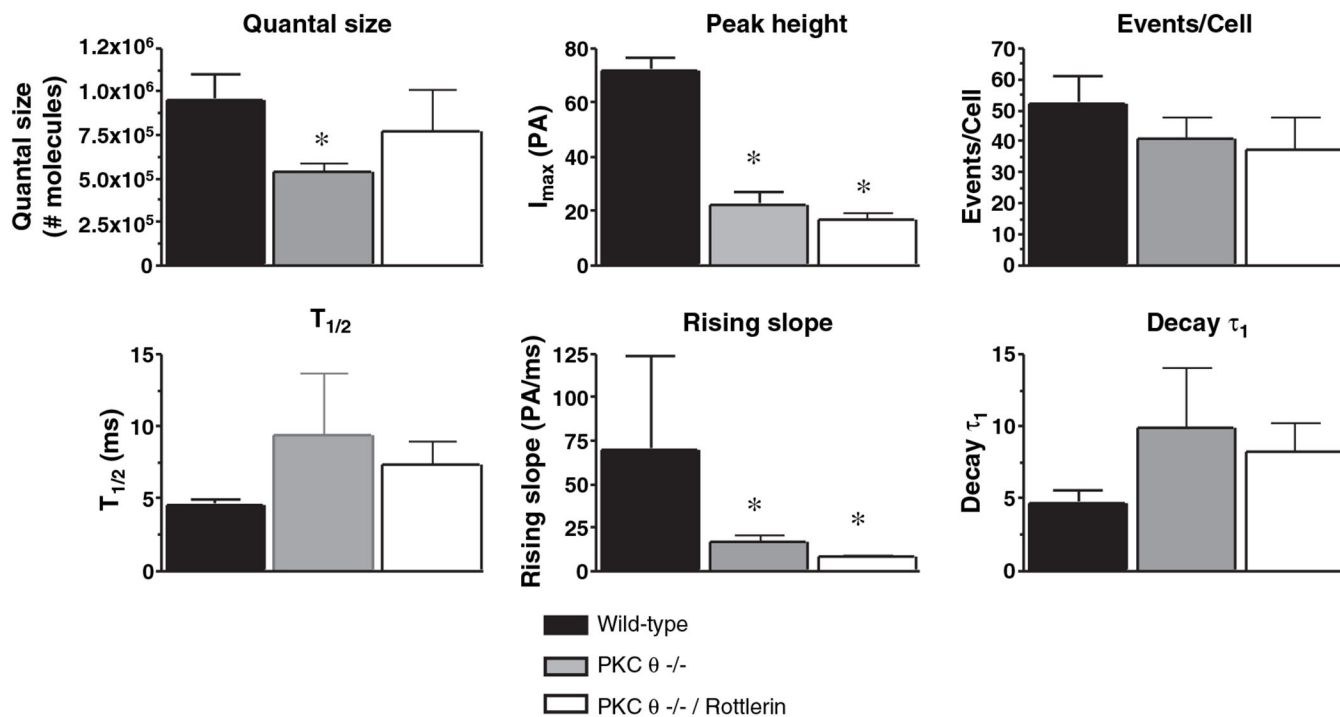 Quantal size
Quantal size
(# molecules)
1.2x10⁶
1.0x10⁶
7.5x10⁵
5.0x10⁵
2.5x10⁵
0
*
Peak height
I_max (PA)
80
60
40
20
0
*
*
Events/Cell
Events/Cell
70
60
50
40
30
20
10
0
T_1/2
T_1/2 (ms)
15
10
5
0
Rising slope
Rising slope (PA/ms)
125
100
75
50
25
0
*
*
Decay τ₁
Decay τ₁
15
10
5
0
Wild-type
PKC θ -/-
PKC θ -/- / Rottlerin